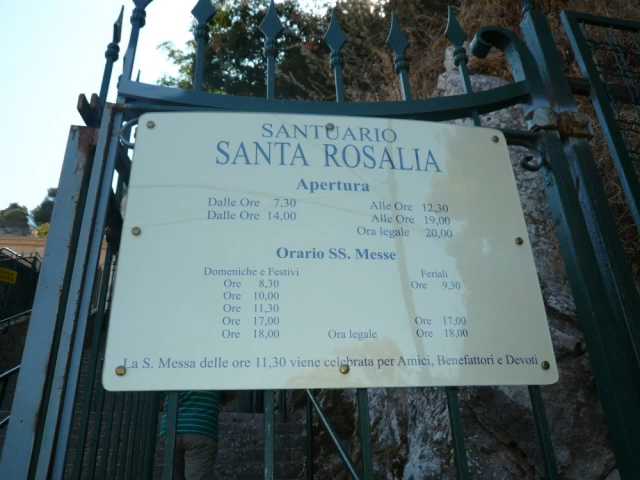 SANTUARIO
SANTA ROSALIA
Apertura
Dalle Ore 7,30 Alle Ore 12,30
Dalle Ore 14,00 Alle Ore 19,00
Ora legale 20,00
Orario SS. Messe
Domeniche e Festivi Feriali
Ore 8,30 Ore 9,30
Ore 10,00
Ore 11,30
Ore 17,00 Ore 17,00
Ore 18,00 Ora legale Ore 18,00
La S. Messa delle ore 11,30 viene celebrata per Amici, Benefattori e Devoti